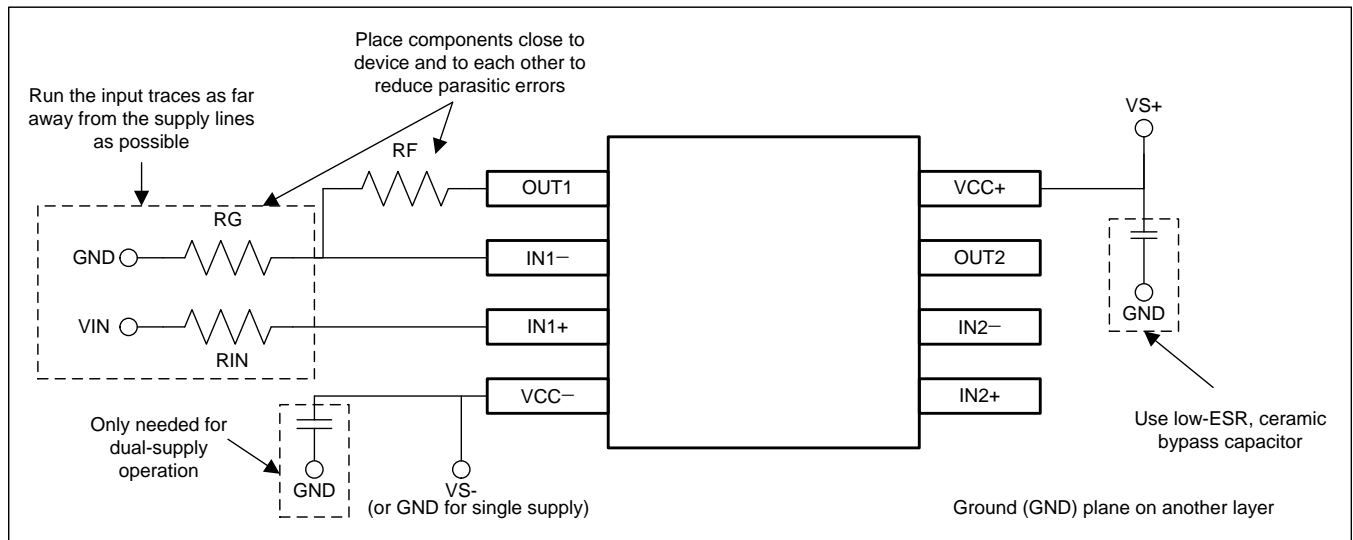 Place components close to
device and to each other to
reduce parasitic errors
Run the input traces as far
away from the supply lines
as possible
VS+
RF
OUT1
VCC+
RG
GND
IN1−
OUT2
VIN
IN1+
IN2−
GND
RIN
VCC−
IN2+
Only needed for
dual-supply
operation
Use low-ESR, ceramic
bypass capacitor
GND
VS-
(or GND for single supply)
Ground (GND) plane on another layer